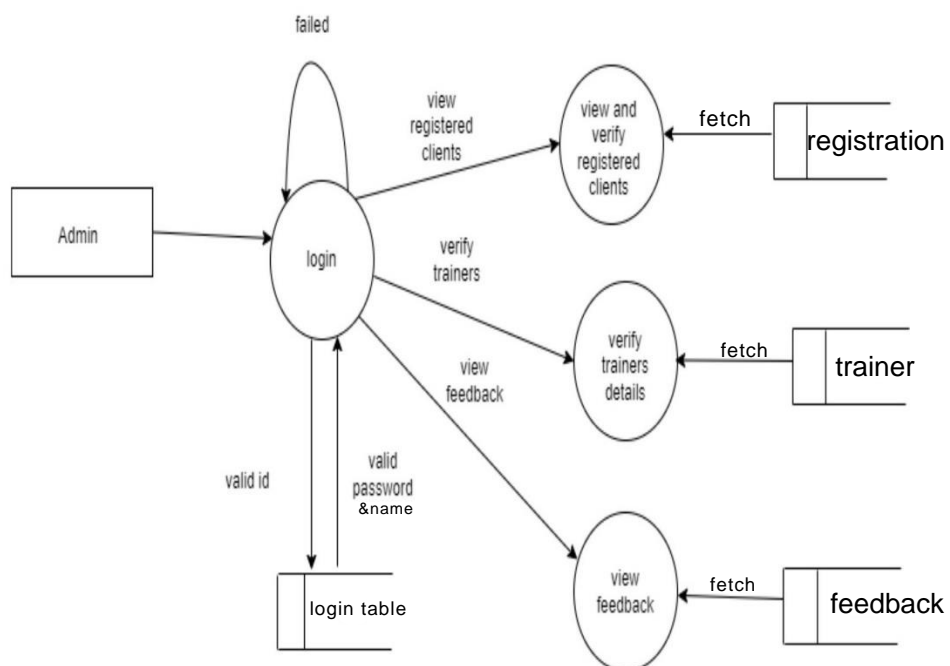 failed
view
registered
clients
view and
verify
registered
clients
fetch
registration
Admin
login
verify
trainers
verify
trainers
details
fetch
trainer
view
feedback
valid id
valid
password
&name
login table
view
feedback
fetch
feedback